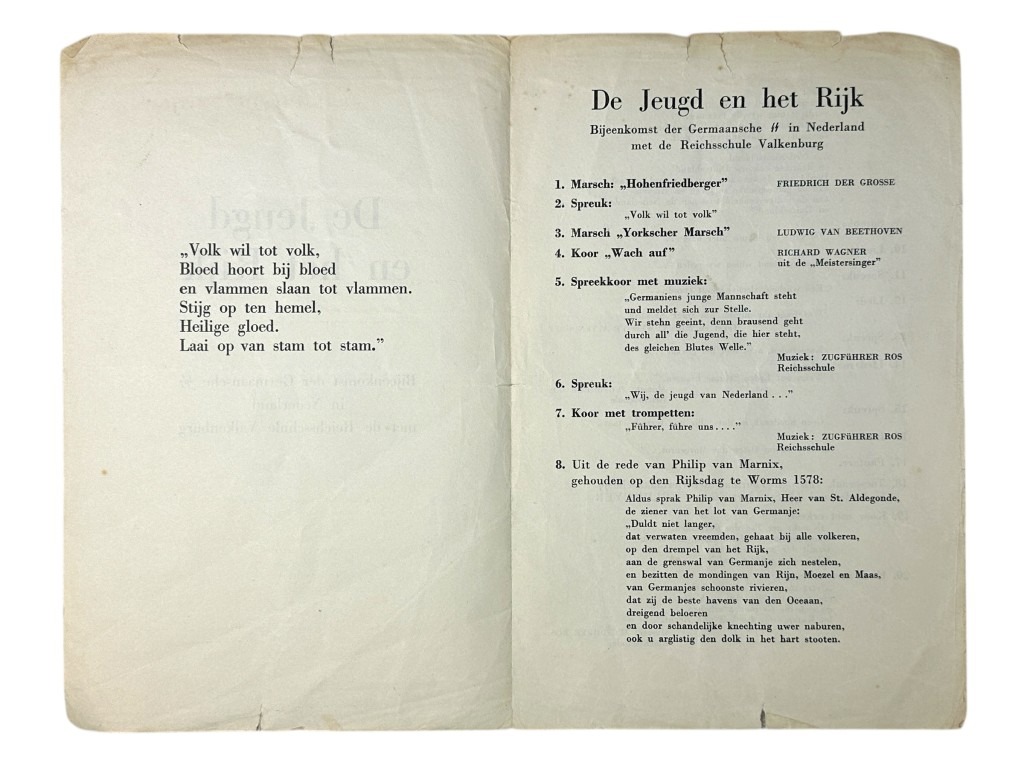 „Volk wil tot volk,
Bloed hoort bij bloed
en vlammen slaan tot vlammen.
Stijg op ten hemel,
Heilige gloed.
Laai op van stam tot stam.”
De Jeugd en het Rijk
Bijeenkomst der Germaansche ᛋᛋ in Nederland
met de Reichsschule Valkenburg
1. Marsch: „Hohenfriedberger” FRIEDRICH DER GROSSE
2. Spreuk:
„Volk wil tot volk”
3. Marsch „Yorkscher Marsch” LUDWIG VAN BEETHOVEN
4. Koor „Wach auf” RICHARD WAGNER
uit de „Meistersinger”
5. Spreekkoor met muziek:
„Germaniens junge Mannschaft steht
und meldet sich zur Stelle.
Wir stehn geeint, denn brausend geht
durch all’ die Jugend, die hier steht,
des gleichen Blutes Welle.”
Muziek: ZUGFüHRER ROS
Reichsschule
6. Spreuk:
„Wij, de jeugd van Nederland . . .”
7. Koor met trompetten:
„Führer, führe uns . . . .”
Muziek: ZUGFüHRER ROS
Reichsschule
8. Uit de rede van Philip van Marnix,
gehouden op den Rijksdag te Worms 1578:
Aldus sprak Philip van Marnix, Heer van St. Aldegonde,
de ziener van het lot van Germanje:
„Duldt niet langer,
dat verwaten vreemden, gehaat bij alle volkeren,
op den drempel van het Rijk,
aan de grenswal van Germanje zich nestelen,
en bezitten de mondingen van Rijn, Moezel en Maas,
van Germanjes schoonste rivieren,
dat zij de beste havens van den Oceaan,
dreigend beloeren
en door schandelijke knechting uwer naburen,
ook u arglistig den dolk in het hart stooten.